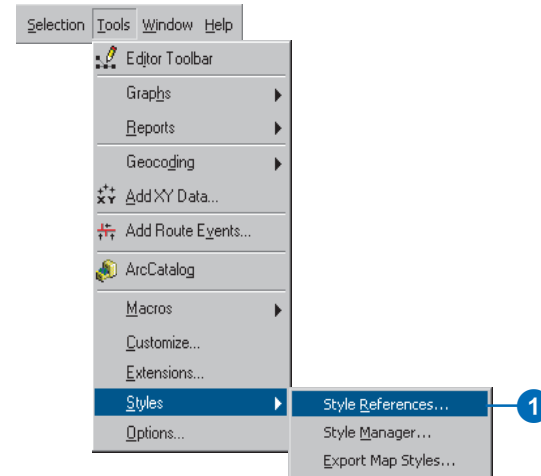 Selection Tools Window Help
Editor Toolbar
Graphs
Reports
Geocoding
Add XY Data...
Add Route Events...
ArcCatalog
Macros
Customize...
Extensions...
Styles
Options...
Style References...
1
Style Manager...
Export Map Styles...